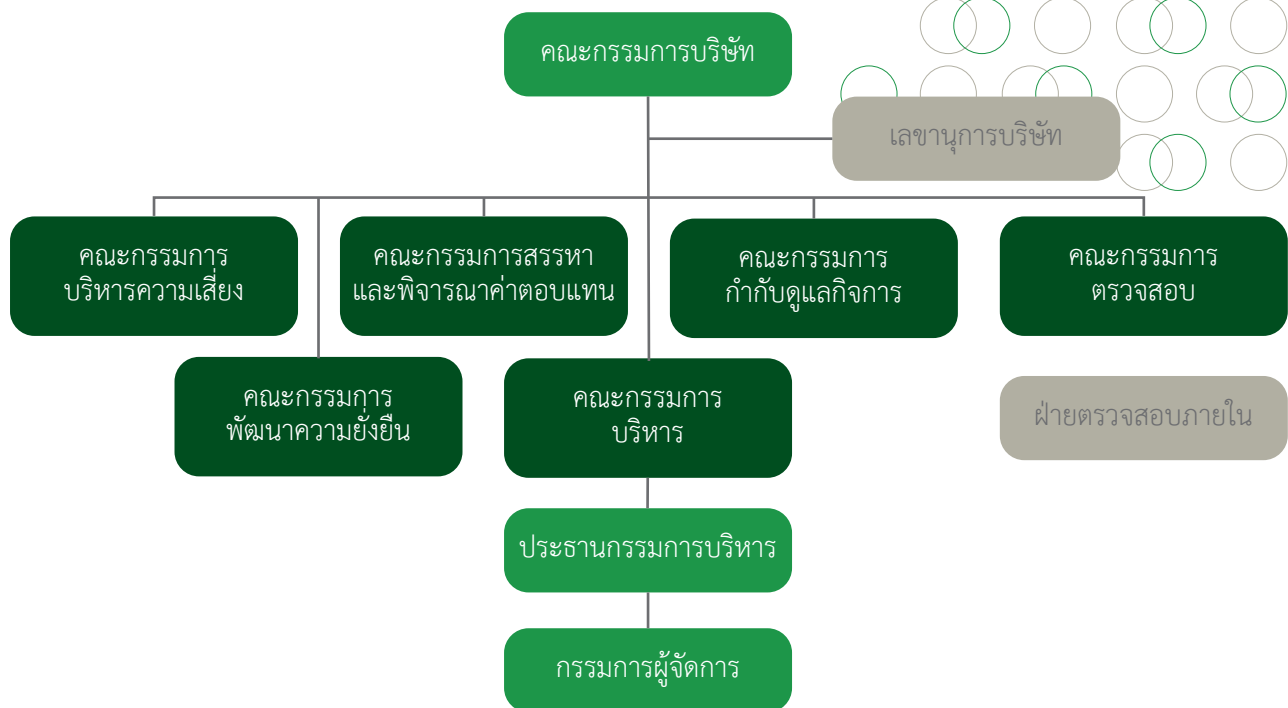 คณะกรรมการบริษัท
เลขานุการบริษัท
คณะกรรมการ
บริหารความเสี่ยง
คณะกรรมการสรรหา
และพิจารณาค่าตอบแทน
คณะกรรมการ
กำกับดูแลกิจการ
คณะกรรมการ
ตรวจสอบ
คณะกรรมการ
พัฒนาความยั่งยืน
คณะกรรมการ
บริหาร
ฝ่ายตรวจสอบภายใน
ประธานกรรมการบริหาร
กรรมการผู้จัดการ